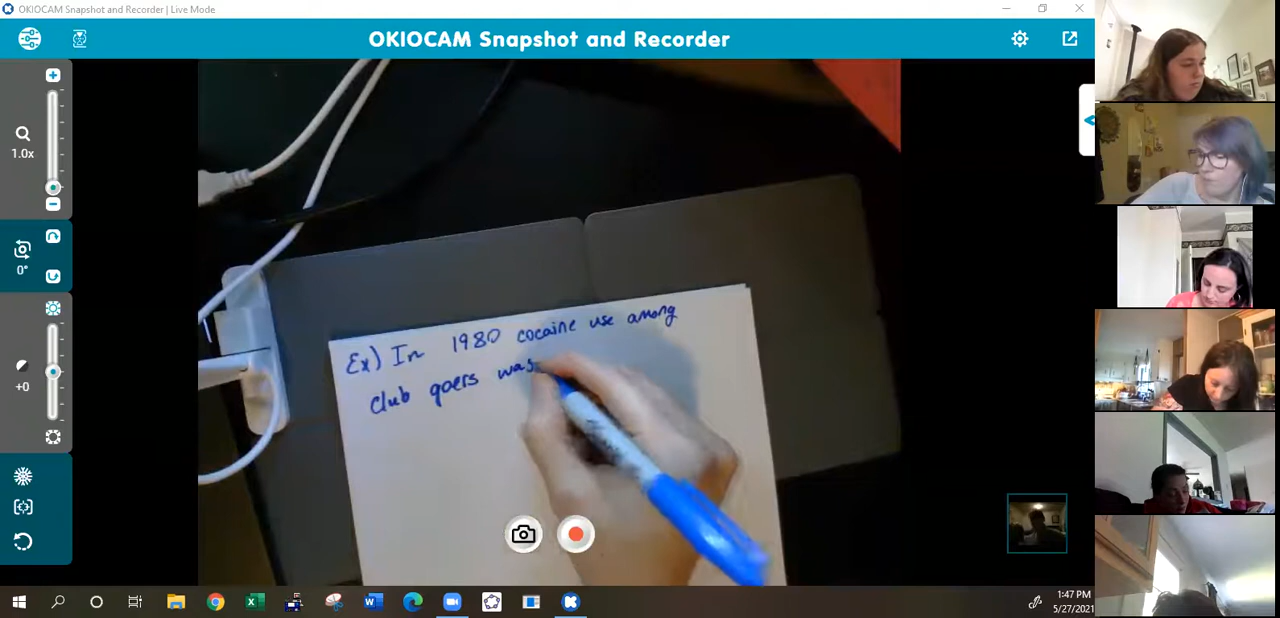 OKIOCAM Snapshot and Recorder | Live Mode
OKIOCAM Snapshot and Recorder
1.0x
0°
+0
Ex) In 1980 cocaine use among
club goers was
1:47 PM
5/27/2021